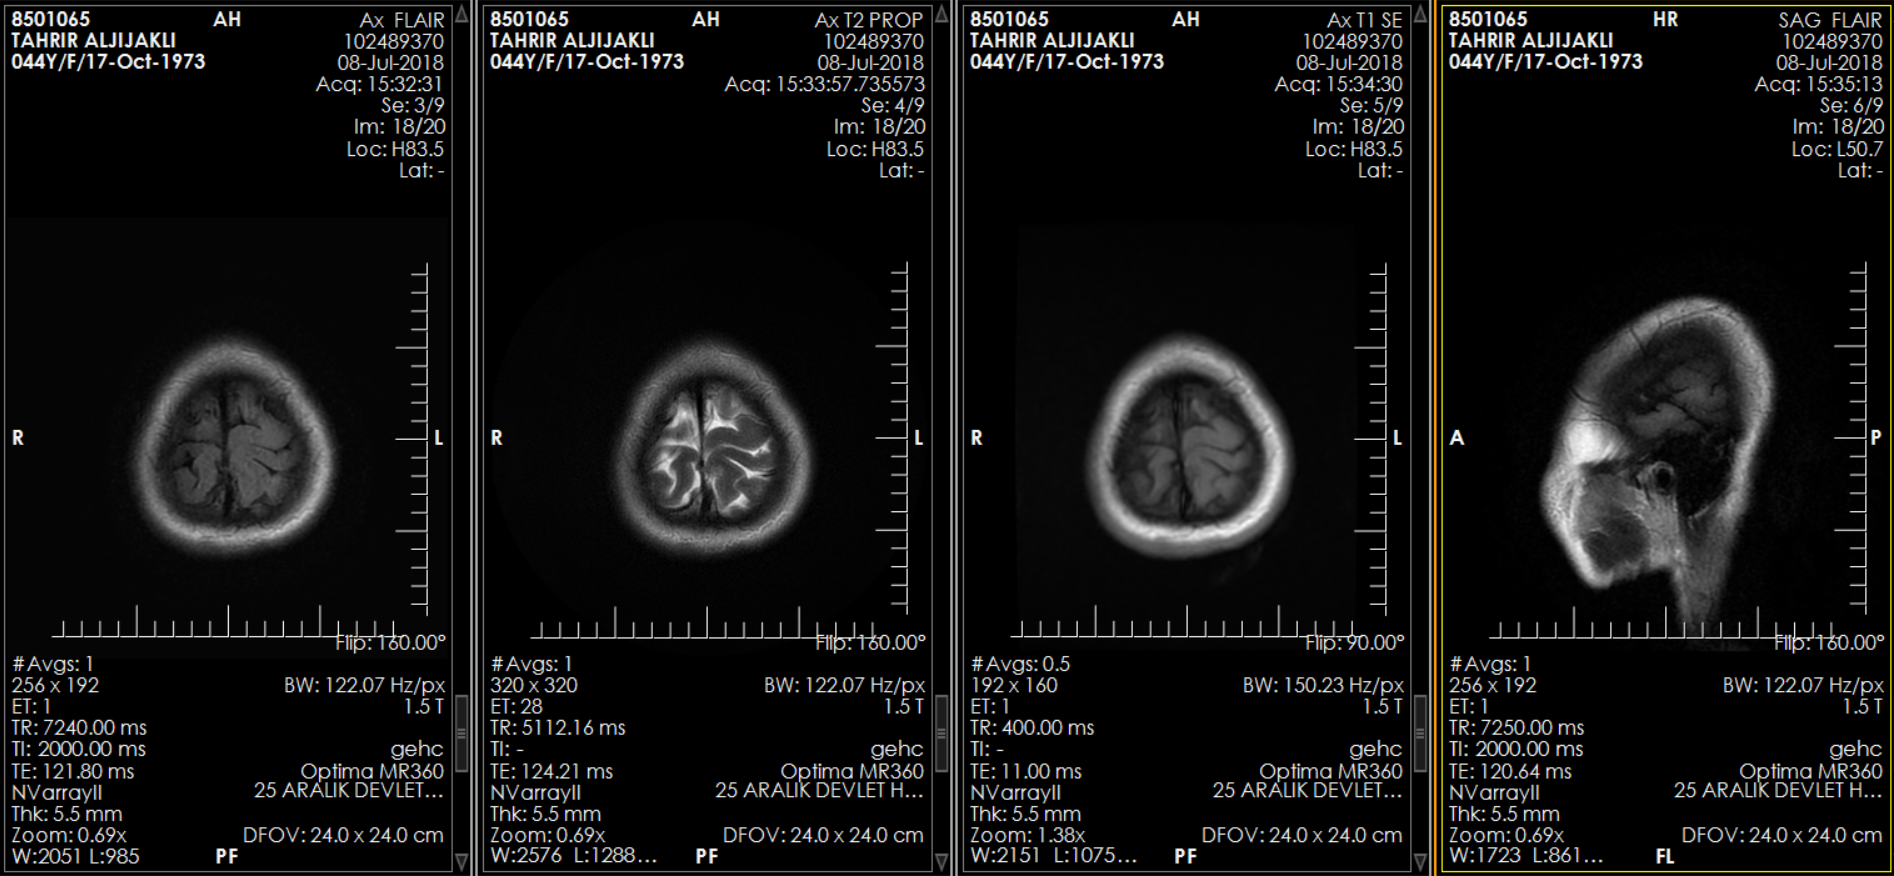 8501065 AH Ax FLAIR
TAHRIR ALJIJAKLI 102489370
044Y/F/17-Oct-1973 08-Jul-2018
Acq: 15:32:31
Se: 3/9
Im: 18/20
Loc: H83.5
Lat: -
R L
Flip: 160.00°
#Avgs: 1
256 x 192 BW: 122.07 Hz/px
ET: 1 1.5 T
TR: 7240.00 ms
TI: 2000.00 ms gehc
TE: 121.80 ms Optima MR360
NVarrayII 25 ARALIK DEVLET...
Thk: 5.5 mm
Zoom: 0.69x DFOV: 24.0 x 24.0 cm
W:2051 L:985 PF
8501065 AH Ax T2 PROP
TAHRIR ALJIJAKLI 102489370
044Y/F/17-Oct-1973 08-Jul-2018
Acq: 15:33:57.735573
Se: 4/9
Im: 18/20
Loc: H83.5
Lat: -
R L
Flip: 160.00°
#Avgs: 1
320 x 320 BW: 122.07 Hz/px
ET: 28 1.5 T
TR: 5112.16 ms
TI: - gehc
TE: 124.21 ms Optima MR360
NVarrayII 25 ARALIK DEVLET H...
Thk: 5.5 mm
Zoom: 0.69x DFOV: 24.0 x 24.0 cm
W:2576 L:1288... PF
8501065 AH Ax T1 SE
TAHRIR ALJIJAKLI 102489370
044Y/F/17-Oct-1973 08-Jul-2018
Acq: 15:34:30
Se: 5/9
Im: 18/20
Loc: H83.5
Lat: -
R L
Flip: 90.00°
#Avgs: 0.5
192 x 160 BW: 150.23 Hz/px
ET: 1 1.5 T
TR: 400.00 ms
TI: - gehc
TE: 11.00 ms Optima MR360
NVarrayII 25 ARALIK DEVLET...
Thk: 5.5 mm
Zoom: 1.38x DFOV: 24.0 x 24.0 cm
W:2151 L:1075... PF
8501065 HR SAG FLAIR
TAHRIR ALJIJAKLI 102489370
044Y/F/17-Oct-1973 08-Jul-2018
Acq: 15:35:13
Se: 6/9
Im: 18/20
Loc: L50.7
Lat: -
A P
Flip: 160.00°
#Avgs: 1
256 x 192 BW: 122.07 Hz/px
ET: 1 1.5 T
TR: 7250.00 ms
TI: 2000.00 ms gehc
TE: 120.64 ms Optima MR360
NVarrayII 25 ARALIK DEVLET H...
Thk: 5.5 mm
Zoom: 0.69x DFOV: 24.0 x 24.0 cm
W:1723 L:861... FL